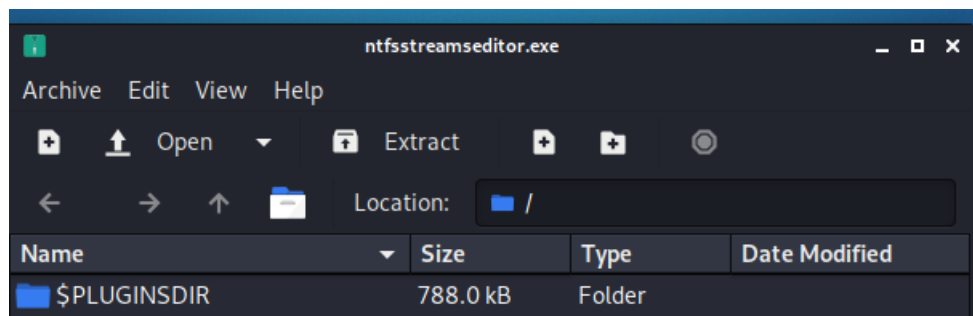 ntfsstreamseditor.exe
Archive Edit View Help
Open Extract
Location: /
Name Size Type Date Modified
$PLUGINSDIR 788.0 kB Folder